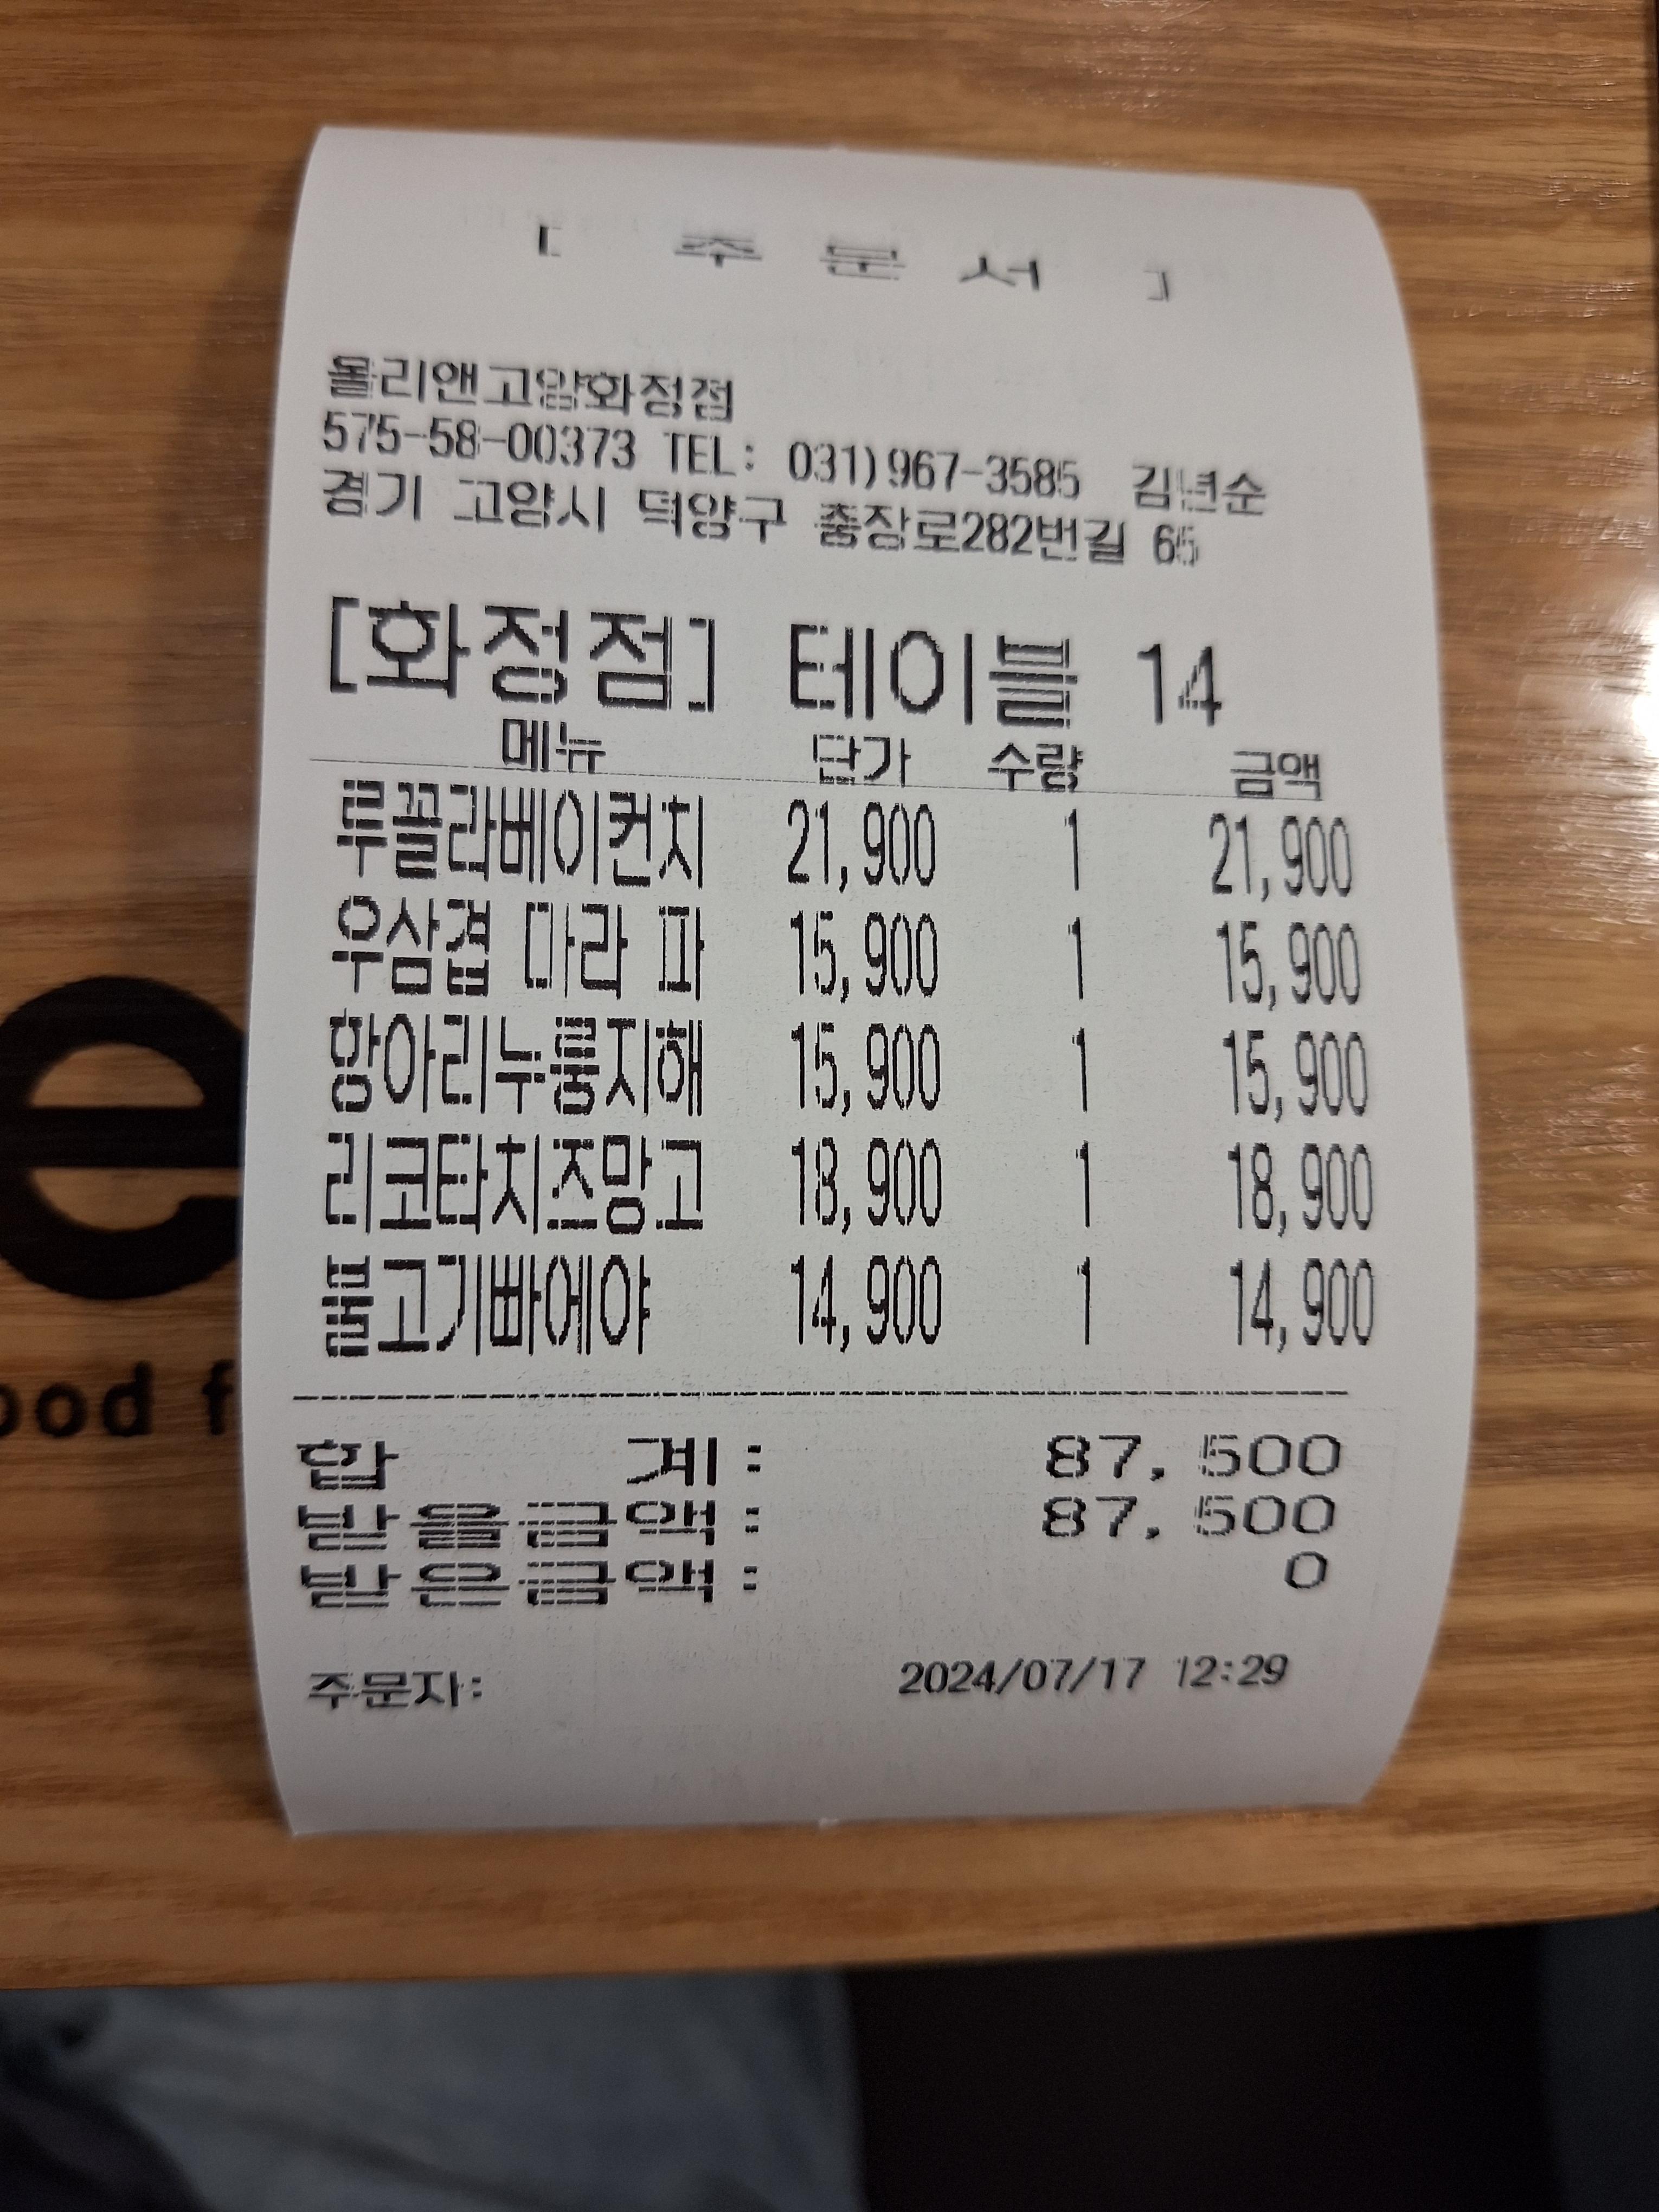 [ 주 문 서 ]
올리앤고양화정점
575-58-00373 TEL: 031)967-3585 김년순
경기 고양시 덕양구 충장로282번길 65
[화정점] 테이블 14
메뉴 단가 수량 금액
루꼴라베이컨치 21,900 1 21,900
우삼겹 마라 파 15,900 1 15,900
항아리누룽지해 15,900 1 15,900
리코타치즈망고 18,900 1 18,900
불고기빠에야 14,900 1 14,900
합 계: 87,500
받을금액: 87,500
받은금액: 0
주문자: 2024/07/17 12:29
e
ood f